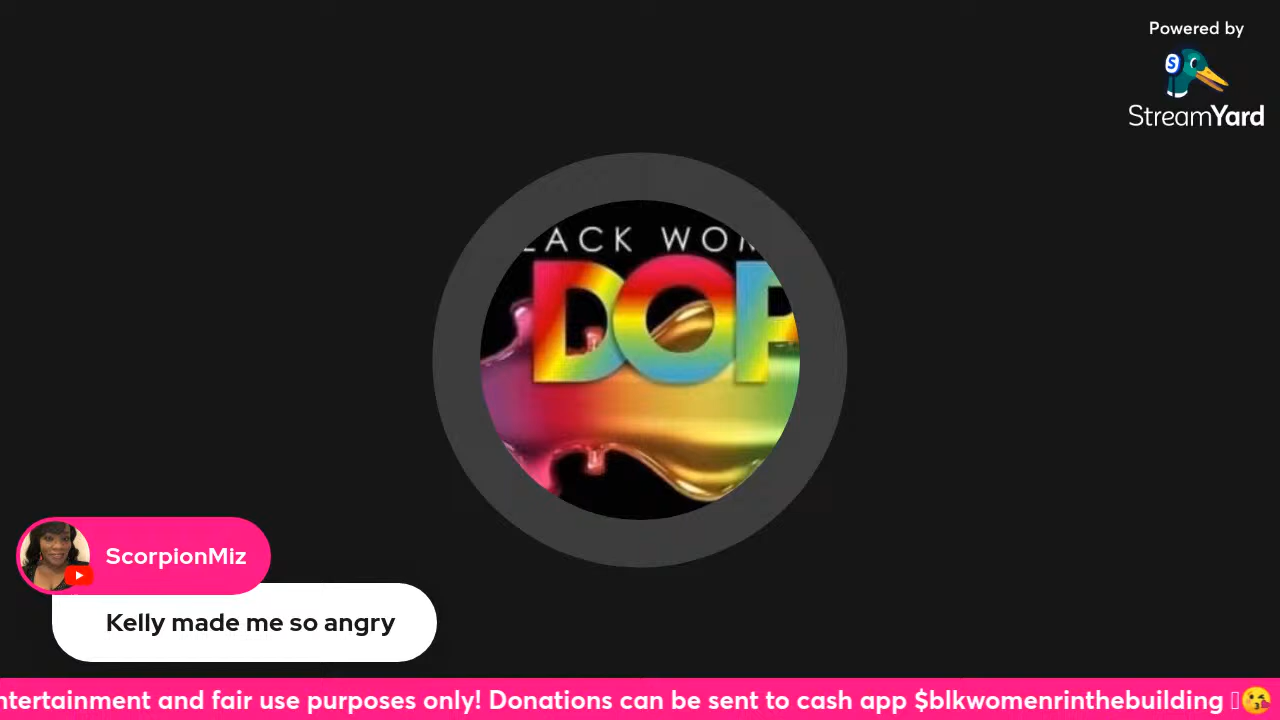 Powered by
S
StreamYard
LACK WOM
DOP
ScorpionMiz
Kelly made me so angry
ntertainment and fair use purposes only! Donations can be sent to cash app $blkwomenrinthebuilding 😘